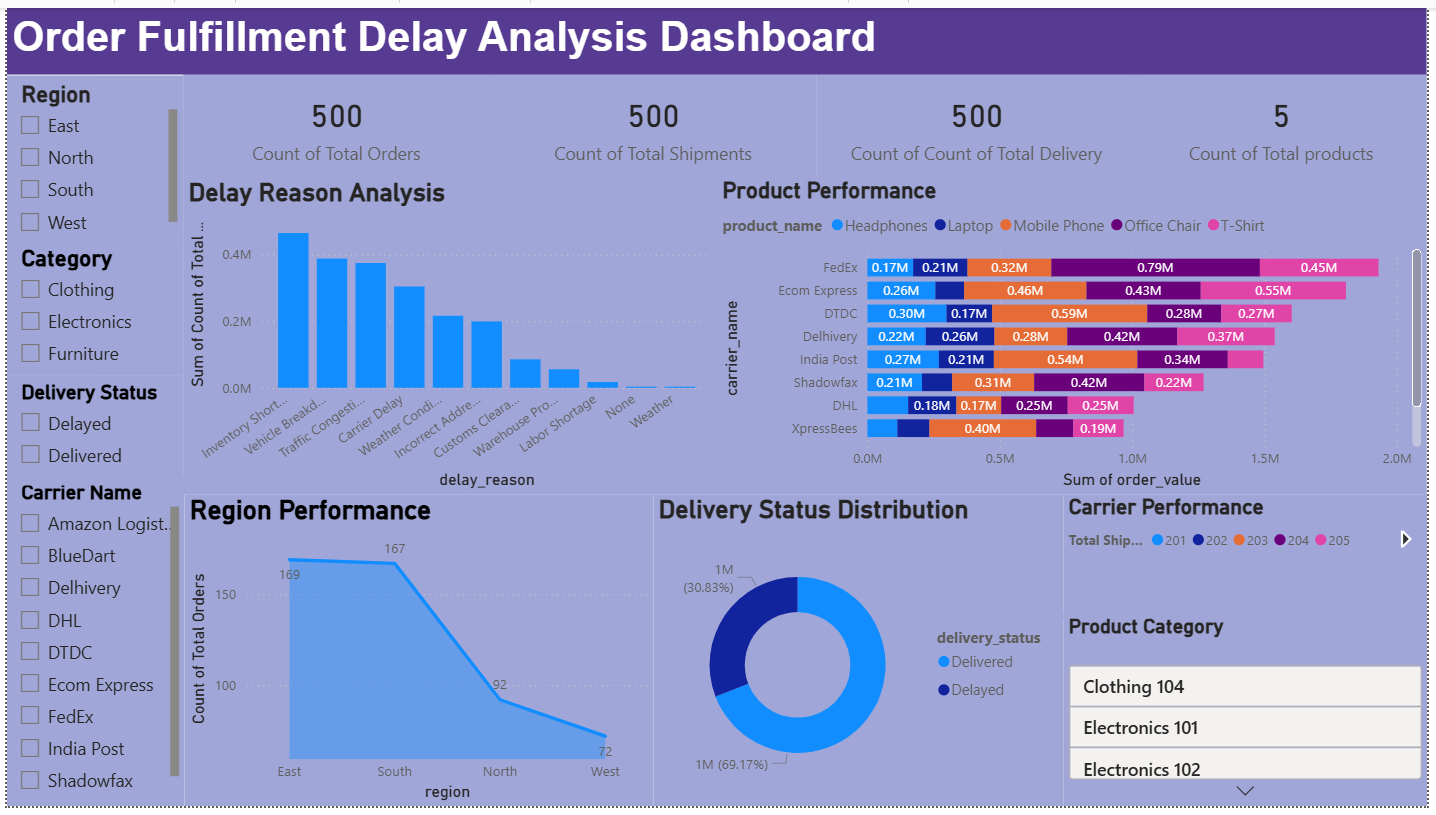 Order Fulfillment Delay Analysis Dashboard
Region
East
North
South
West
Category
Clothing
Electronics
Furniture
Delivery Status
Delayed
Delivered
Carrier Name
Amazon Logist...
BlueDart
Delhivery
DHL
DTDC
Ecom Express
FedEx
India Post
Shadowfax
500
Count of Total Orders
500
Count of Total Shipments
500
Count of Count of Total Delivery
5
Count of Total products
Delay Reason Analysis
Sum of Count of Total ...
0.4M
0.2M
0.0M
Inventory Short...
Vehicle Breakd...
Traffic Congesti...
Carrier Delay
Weather Condi...
Incorrect Addre...
Customs Cleara...
Warehouse Pro...
Labor Shortage
None
Weather
delay_reason
Product Performance
product_name Headphones Laptop Mobile Phone Office Chair T-Shirt
carrier_name
FedEx 0.17M 0.21M 0.32M 0.79M 0.45M
Ecom Express 0.26M 0.46M 0.43M 0.55M
DTDC 0.30M 0.17M 0.59M 0.28M 0.27M
Delhivery 0.22M 0.26M 0.28M 0.42M 0.37M
India Post 0.27M 0.21M 0.54M 0.34M
Shadowfax 0.21M 0.31M 0.42M 0.22M
DHL 0.18M 0.17M 0.25M 0.25M
XpressBees 0.40M 0.19M
0.0M 0.5M 1.0M 1.5M 2.0M
Sum of order_value
Region Performance
Count of Total Orders
150
100
169
167
92
72
East South North West
region
Delivery Status Distribution
1M
(30.83%)
1M (69.17%)
delivery_status
Delivered
Delayed
Carrier Performance
Total Ship... 201 202 203 204 205
Product Category
Clothing 104
Electronics 101
Electronics 102